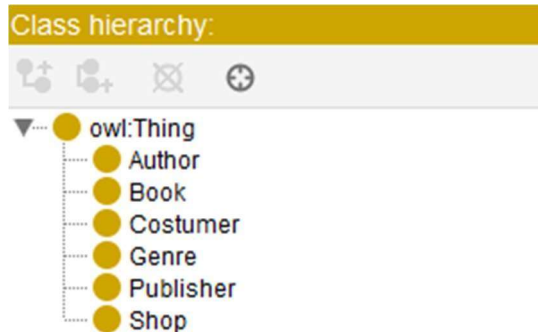 Class hierarchy:
owl:Thing
Author
Book
Costumer
Genre
Publisher
Shop